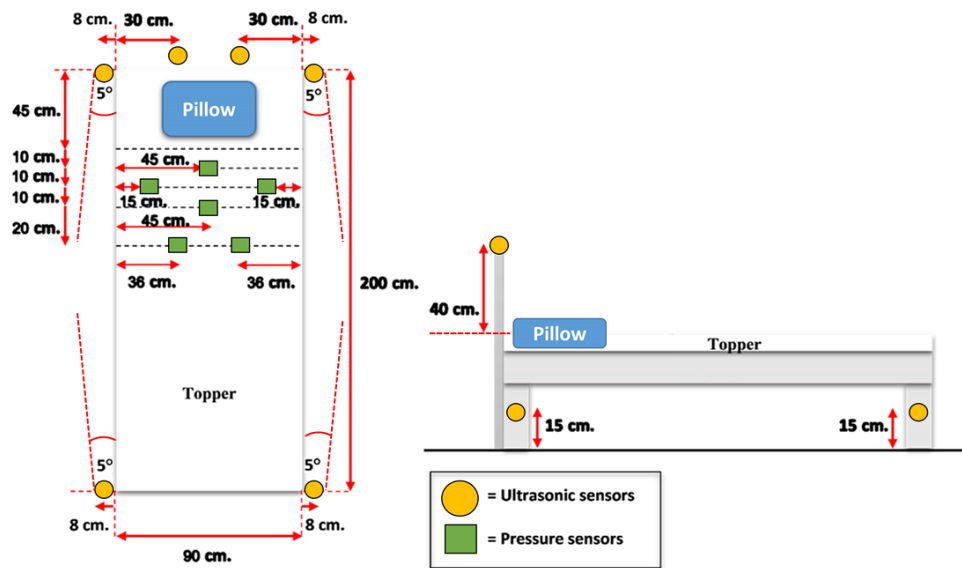 8 cm.
30 cm.
30 cm.
8 cm.
5°
5°
Pillow
45 cm.
10 cm.
10 cm.
10 cm.
20 cm.
45 cm.
15 cm.
15 cm.
45 cm.
36 cm.
36 cm.
200 cm.
Topper
5°
5°
8 cm.
8 cm.
90 cm.
40 cm.
Pillow
Topper
15 cm.
15 cm.
= Ultrasonic sensors
= Pressure sensors